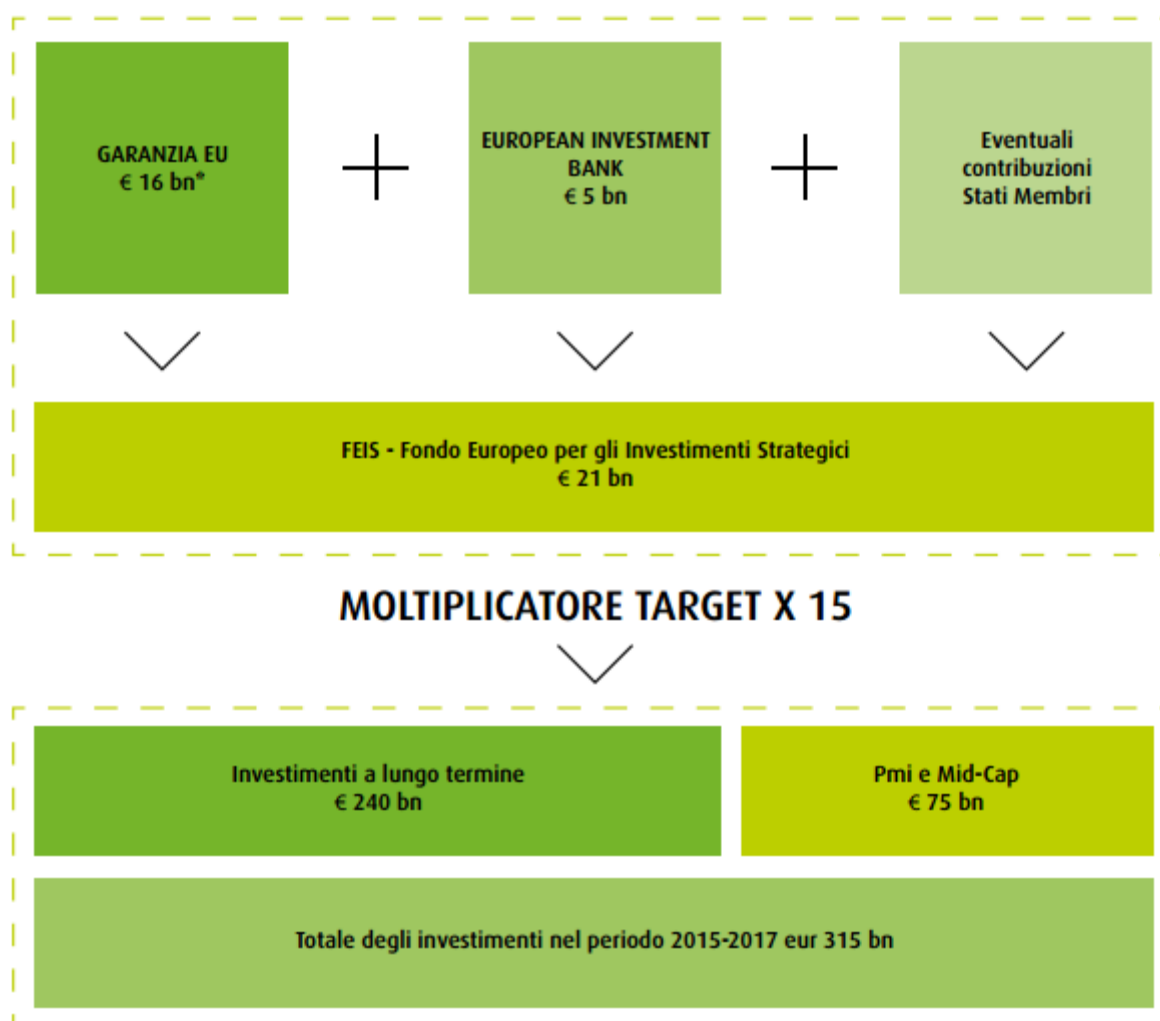 GARANZIA EU
€ 16 bn*
EUROPEAN INVESTMENT
BANK
€ 5 bn
Eventuali
contribuzioni
Stati Membri
FEIS - Fondo Europeo per gli Investimenti Strategici
€ 21 bn
MOLTIPLICATORE TARGET X 15
Investimenti a lungo termine
€ 240 bn
Pmi e Mid-Cap
€ 75 bn
Totale degli investimenti nel periodo 2015-2017 eur 315 bn